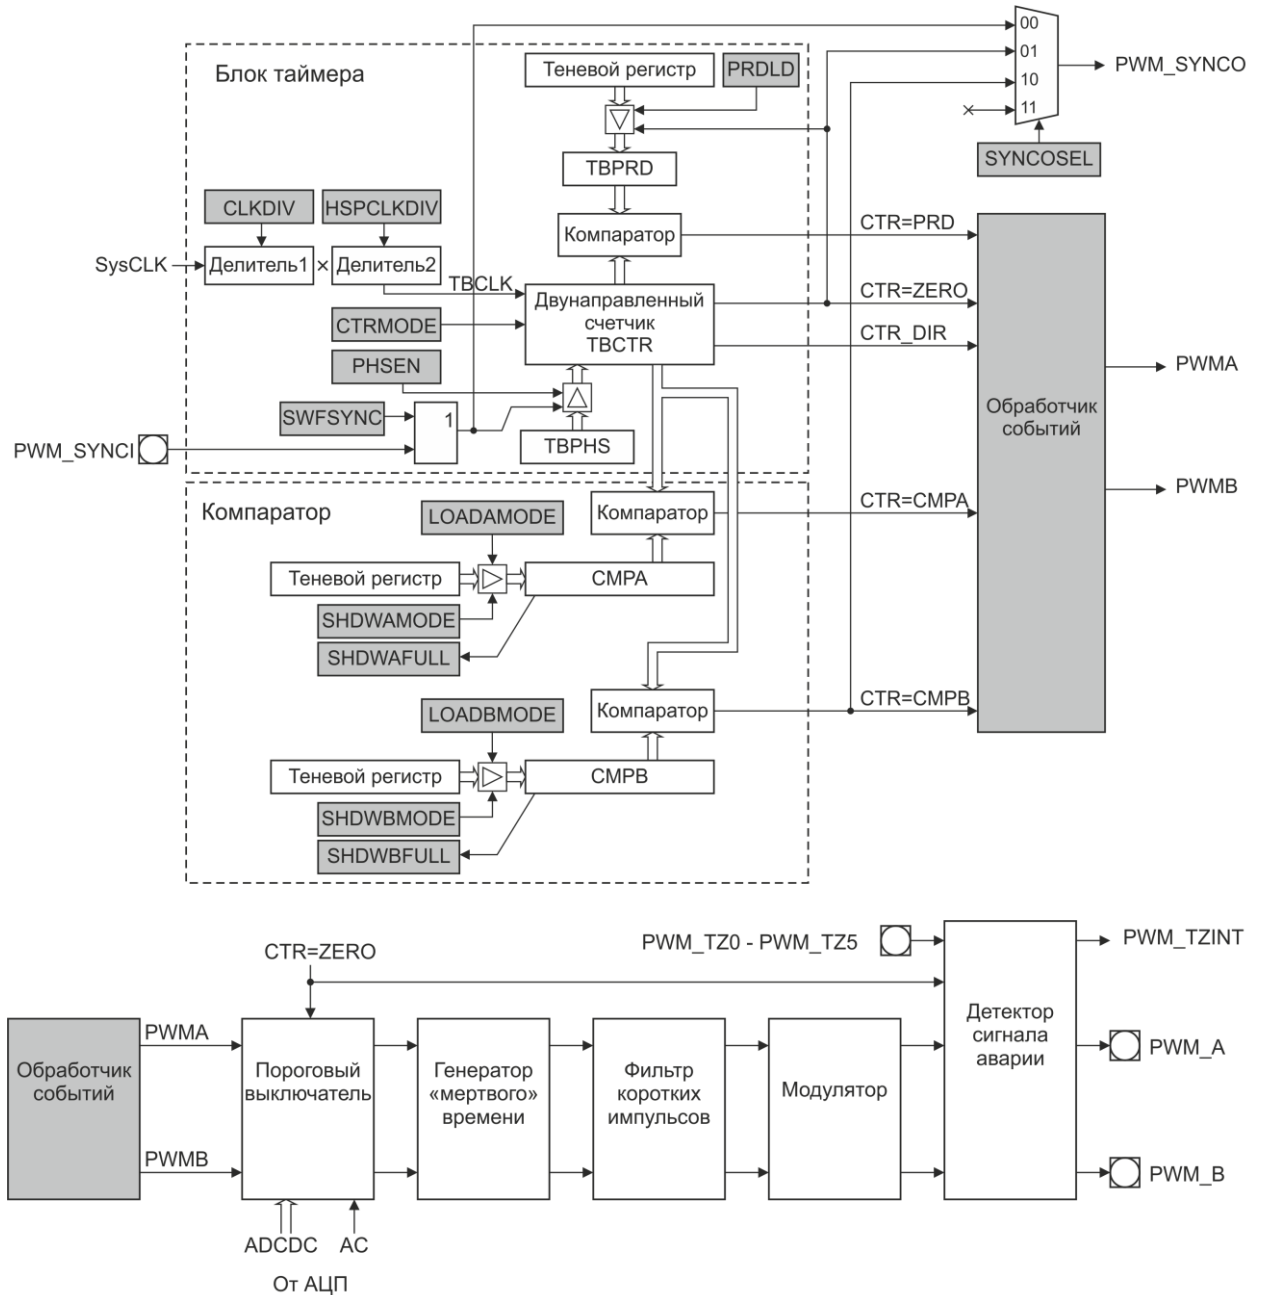 00
01
10
11
PWM_SYNCO
SYNCOSEL
Блок таймера
Теневой регистр
PRDLD
TBPRD
CLKDIV
HSPCLKDIV
Компаратор
CTR=PRD
SysCLK
Делитель1
×
Делитель2
TBCLK
Двунаправленный
счетчик
TBCTR
CTR=ZERO
CTRMODE
CTR_DIR
PHSEN
PWMA
SWFSYNC
1
Обработчик
событий
PWM_SYNCI
TBPHS
PWMB
Компаратор
LOADAMODE
Компаратор
CTR=CMPA
Теневой регистр
CMPA
SHDWAMODE
SHDWAFULL
LOADBMODE
Компаратор
CTR=CMPB
Теневой регистр
CMPB
SHDWBMODE
SHDWBFULL
PWM_TZ0 - PWM_TZ5
PWM_TZINT
CTR=ZERO
Детектор
сигнала
аварии
PWMA
PWM_A
Обработчик
событий
Пороговый
выключатель
Генератор
«мертвого»
времени
Фильтр
коротких
импульсов
Модулятор
PWMB
PWM_B
ADCDC
AC
От АЦП